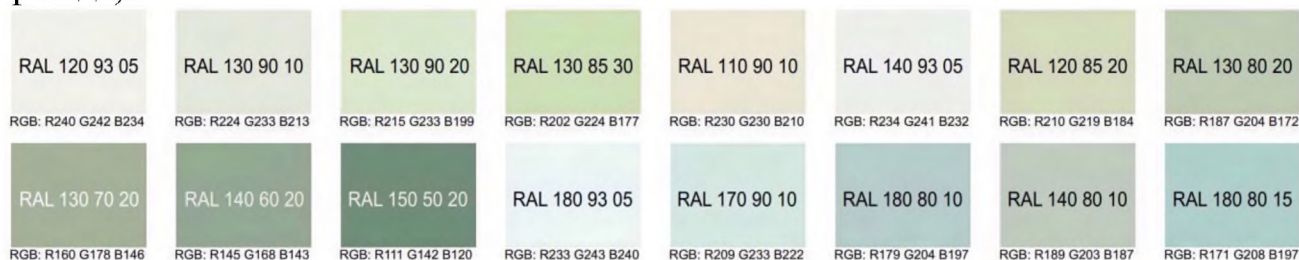 RAL 120 93 05 RAL 130 90 10 RAL 130 90 20 RAL 130 85 30 RAL 110 90 10 RAL 140 93 05 RAL 120 85 20 RAL 130 80 20
RGB: R240 G242 B234 RGB: R224 G233 B213 RGB: R215 G233 B199 RGB: R202 G224 B177 RGB: R230 G230 B210 RGB: R234 G241 B232 RGB: R210 G219 B184 RGB: R187 G204 B172
RAL 130 70 20 RAL 140 60 20 RAL 150 50 20 RAL 180 93 05 RAL 170 90 10 RAL 180 80 10 RAL 140 80 10 RAL 180 80 15
RGB: R160 G178 B146 RGB: R145 G168 B143 RGB: R111 G142 B120 RGB: R233 G243 B240 RGB: R209 G233 B222 RGB: R179 G204 B197 RGB: R189 G203 B187 RGB: R171 G208 B197